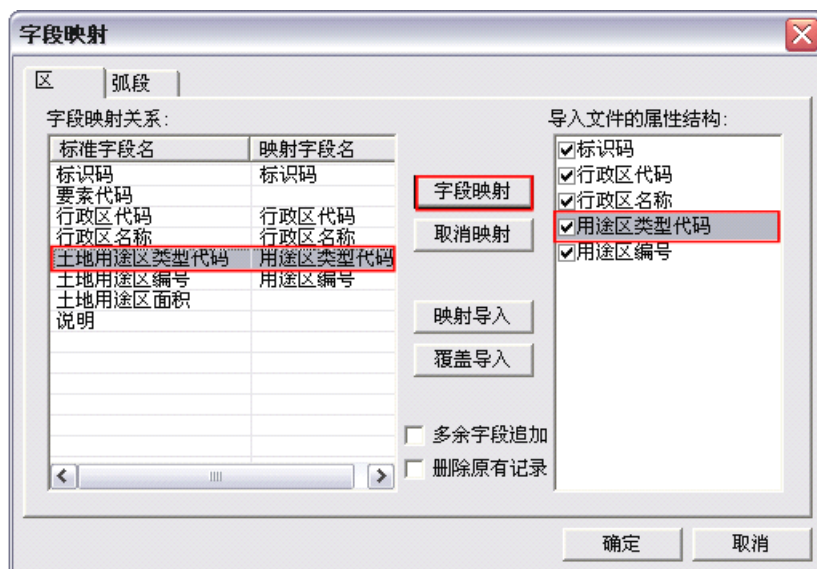 字段映射
区 弧段
字段映射关系:
导入文件的属性结构:
标准字段名 映射字段名
标识码 标识码
要素代码
行政区代码 行政区代码
行政区名称 行政区名称
土地用途区类型代码 用途区类型代码
土地用途区编号 用途区编号
土地用途区面积
说明
字段映射
取消映射
映射导入
覆盖导入
多余字段追加
删除原有记录
标识码
行政区代码
行政区名称
用途区类型代码
用途区编号
确定 取消